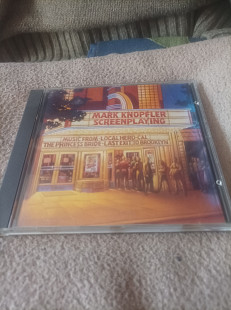 MARK KNOPFLER
SCREENPLAYING
MUSIC FROM · LOCAL HERO · CAL
THE PRINCESS BRIDE · LAST EXIT TO BROOKLYN